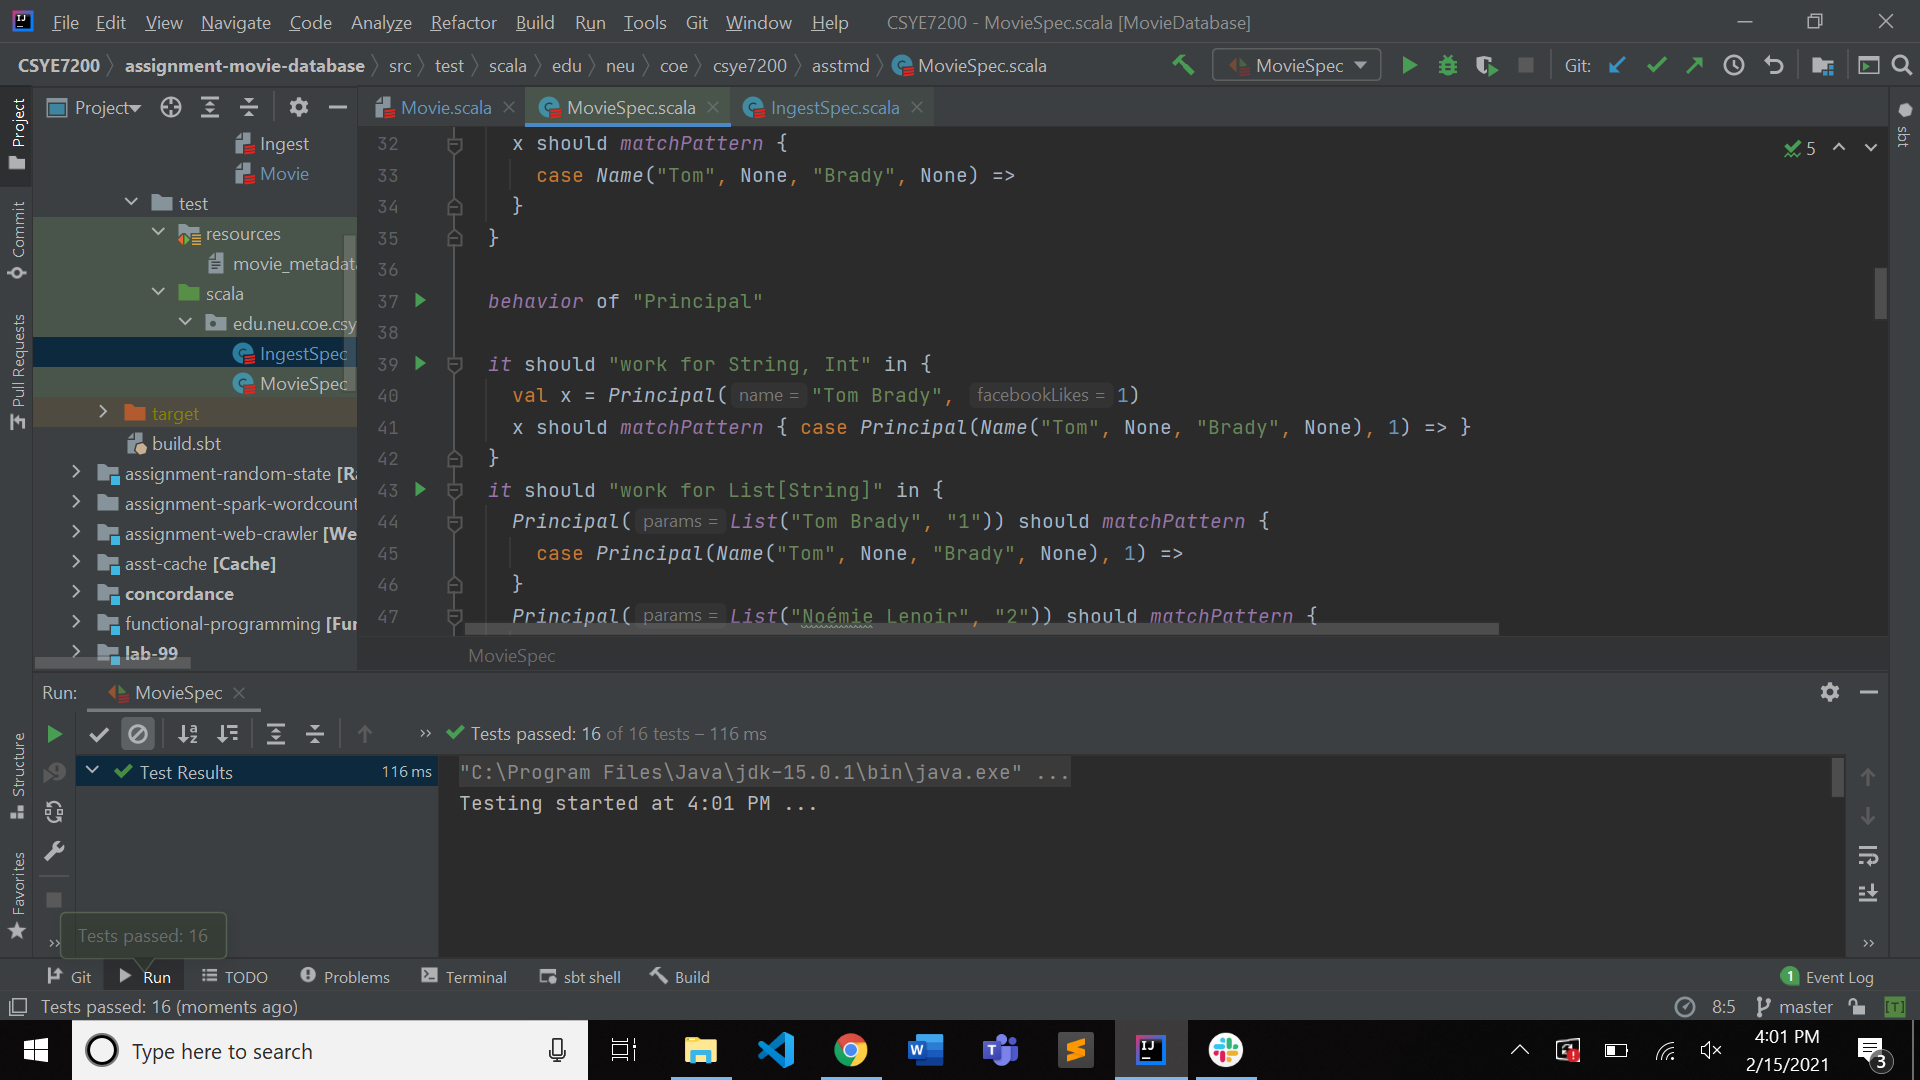 File Edit View Navigate Code Analyze Refactor Build Run Tools Git Window Help CSYE7200 - MovieSpec.scala [MovieDatabase]
CSYE7200 assignment-movie-database src test scala edu neu coe csye7200 asstmd MovieSpec.scala MovieSpec Git:
Project
Commit
Pull Requests
Structure
Favorites
sbt
Project
Ingest
Movie
test
resources
movie_metadat
scala
edu.neu.coe.csy
IngestSpec
MovieSpec
target
build.sbt
assignment-random-state [Ra
assignment-spark-wordcount
assignment-web-crawler [We
asst-cache [Cache]
concordance
functional-programming [Fur
lab-99
Movie.scala MovieSpec.scala IngestSpec.scala
5
32 x should matchPattern {
33 case Name("Tom", None, "Brady", None) =>
34 }
35 }
36
37 behavior of "Principal"
38
39 it should "work for String, Int" in {
40 val x = Principal( name = "Tom Brady", facebookLikes = 1)
41 x should matchPattern { case Principal(Name("Tom", None, "Brady", None), 1) => }
42 }
43 it should "work for List[String]" in {
44 Principal( params = List("Tom Brady", "1")) should matchPattern {
45 case Principal(Name("Tom", None, "Brady", None), 1) =>
46 }
47 Principal( params = List("Noémie Lenoir", "2")) should matchPattern {
MovieSpec
Run: MovieSpec
Tests passed: 16 of 16 tests – 116 ms
Test Results 116 ms
"C:\Program Files\Java\jdk-15.0.1\bin\java.exe" ...
Testing started at 4:01 PM ...
Tests passed: 16
Git Run TODO Problems Terminal sbt shell Build 1 Event Log
Tests passed: 16 (moments ago) 8:5 master [T]
Type here to search
4:01 PM
2/15/2021
3